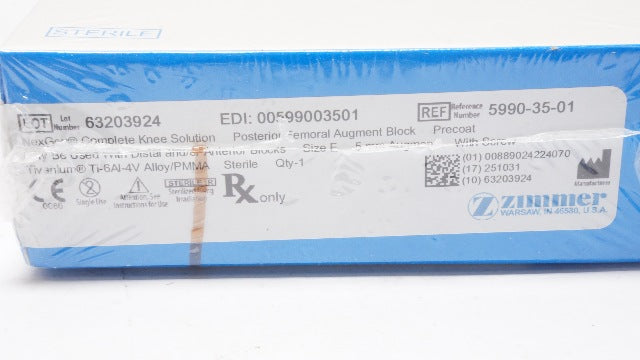 STERILE
LOT Lot Number 63203924 EDI: 00599003501 REF Reference Number 5990-35-01
NexGen® Complete Knee Solution Posterior Femoral Augment Block Precoat
Be Used With Distal and/or Anterior Blocks Size E 5 mm Augment With Screw
Tivanium® Ti-6Al-4V Alloy/PMMA Sterile Qty-1
(01) 00889024224070
(17) 251031
(10) 63203924
Manufacturer
CE 0086
Single Use
Attention, See Instructions for Use
STERILE R
Sterilized Using Irradiation
Rx only
Z zimmer
WARSAW, IN 46580, U.S.A.